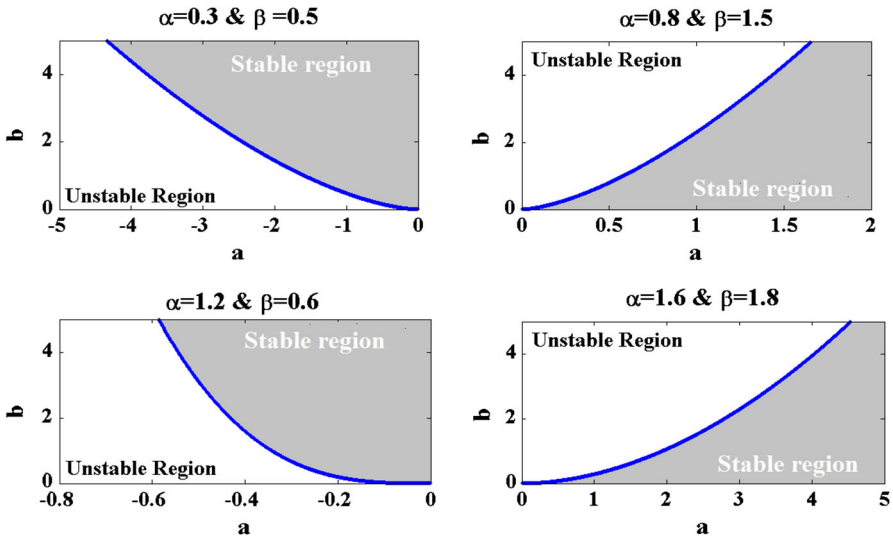 α=0.3 & β =0.5
b
4
2
0
Stable region
Unstable Region
-5 -4 -3 -2 -1 0
a
α=0.8 & β=1.5
b
4
2
0
Unstable Region
Stable region
0 0.5 1 1.5 2
a
α=1.2 & β=0.6
b
4
2
0
Stable region
Unstable Region
-0.8 -0.6 -0.4 -0.2 0
a
α=1.6 & β=1.8
b
4
2
0
Unstable Region
Stable region
0 1 2 3 4 5
a